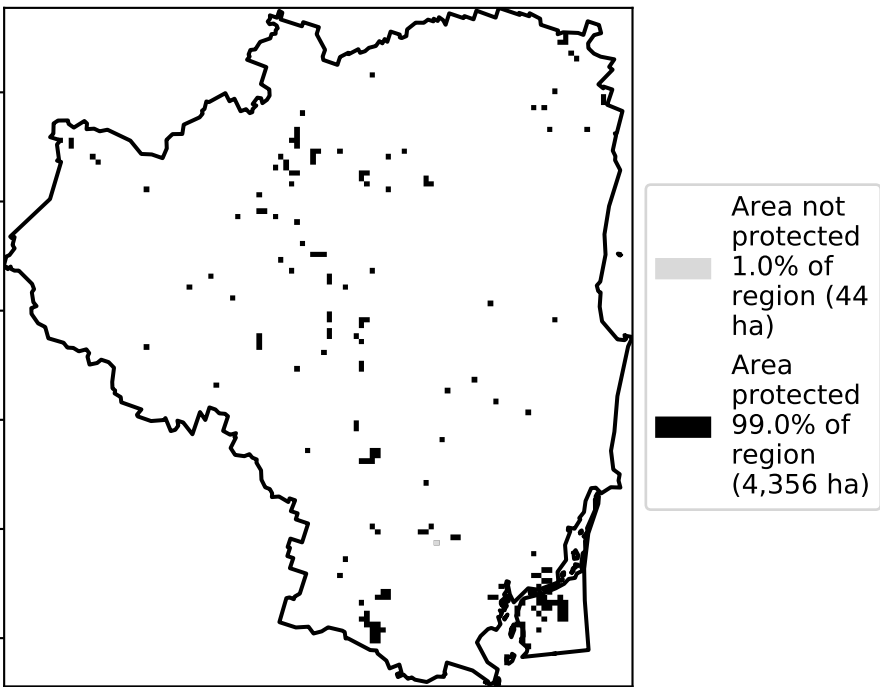 Area not
protected
1.0% of
region (44
ha)
Area
protected
99.0% of
region
(4,356 ha)